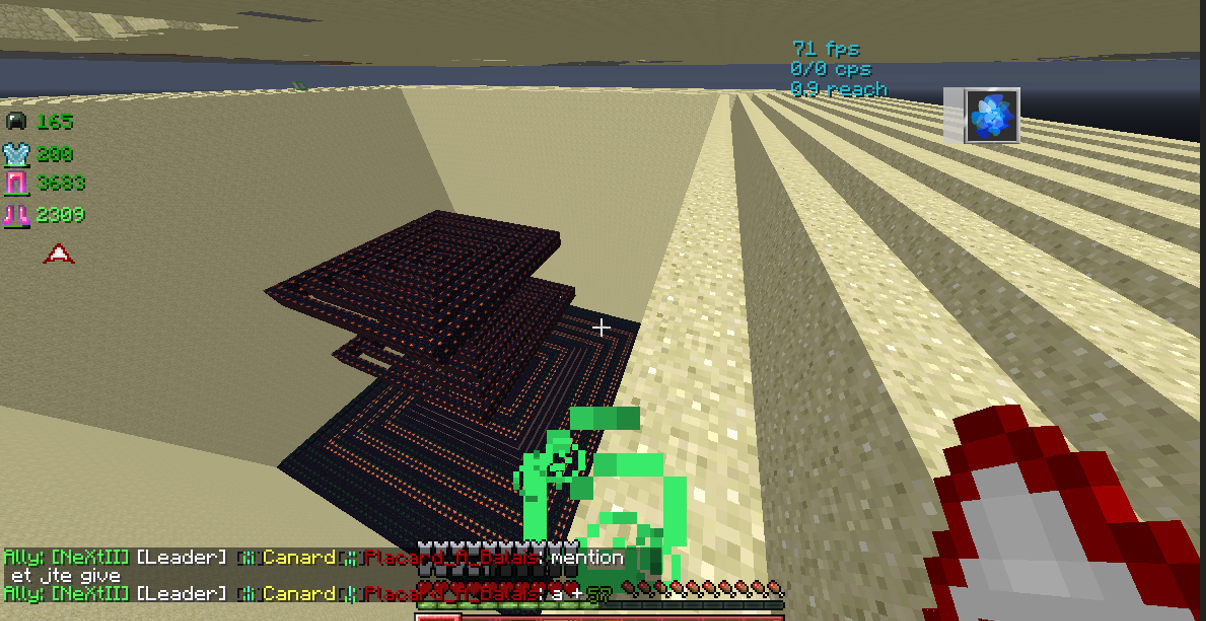 71 fps
0/0 cps
0.9 reach
165
200
3683
2309
Ally: [NeXtII] [Leader] Canard Placard_A_Balais: mention
et jte give
Ally: [NeXtII] [Leader] Canard Placard_A_Balais: a +
57